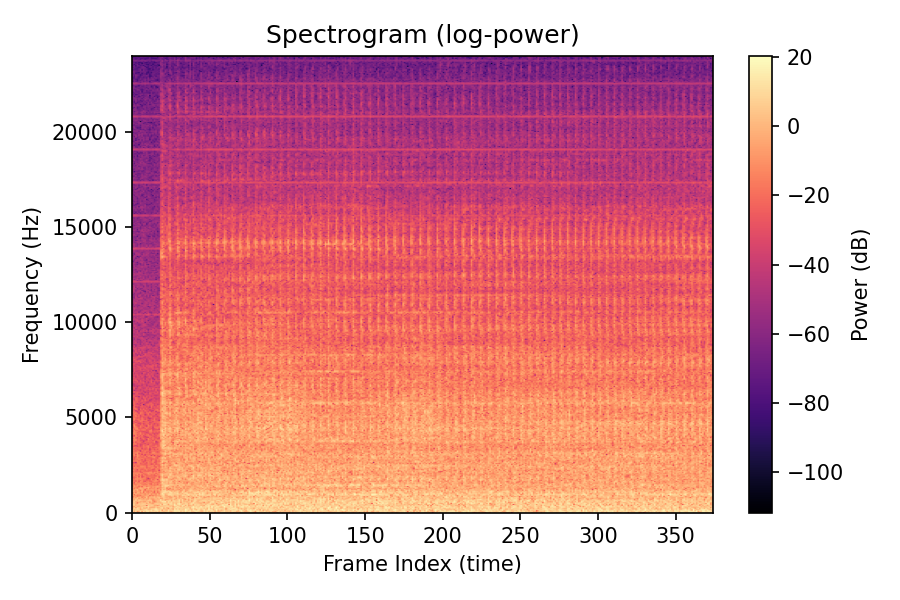 Spectrogram (log-power)
20000
15000
10000
5000
0
Frequency (Hz)
0 50 100 150 200 250 300 350
Frame Index (time)
20
0
−20
−40
−60
−80
−100
Power (dB)